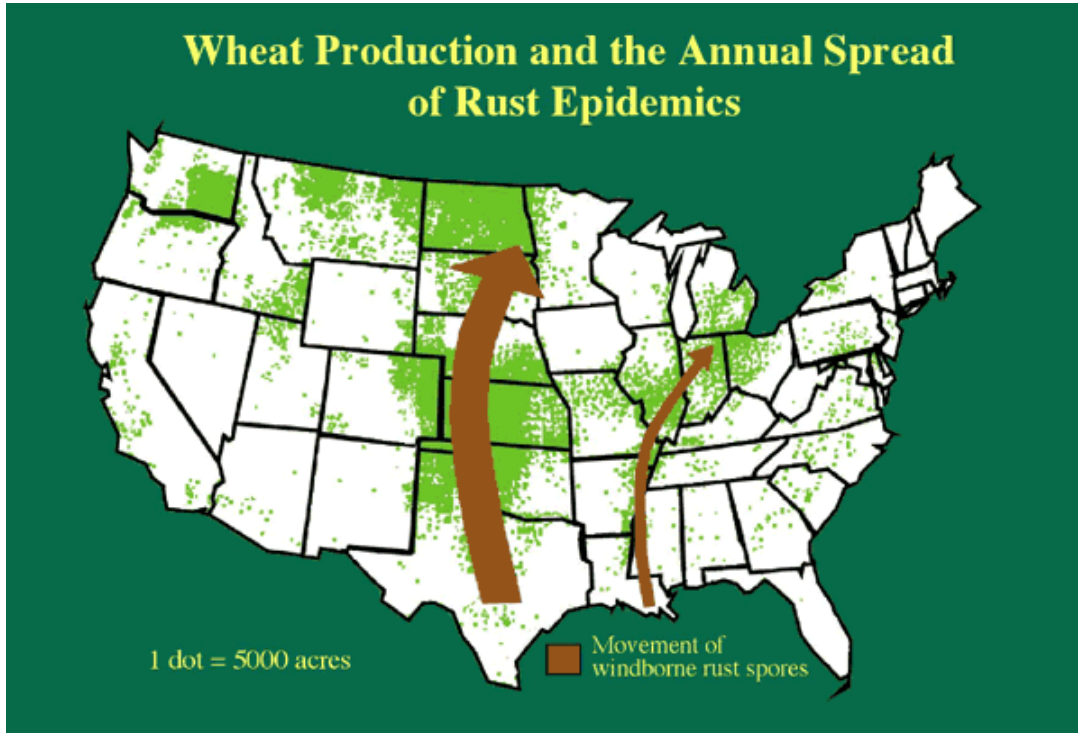 Wheat Production and the Annual Spread
of Rust Epidemics
1 dot = 5000 acres
Movement of
windborne rust spores